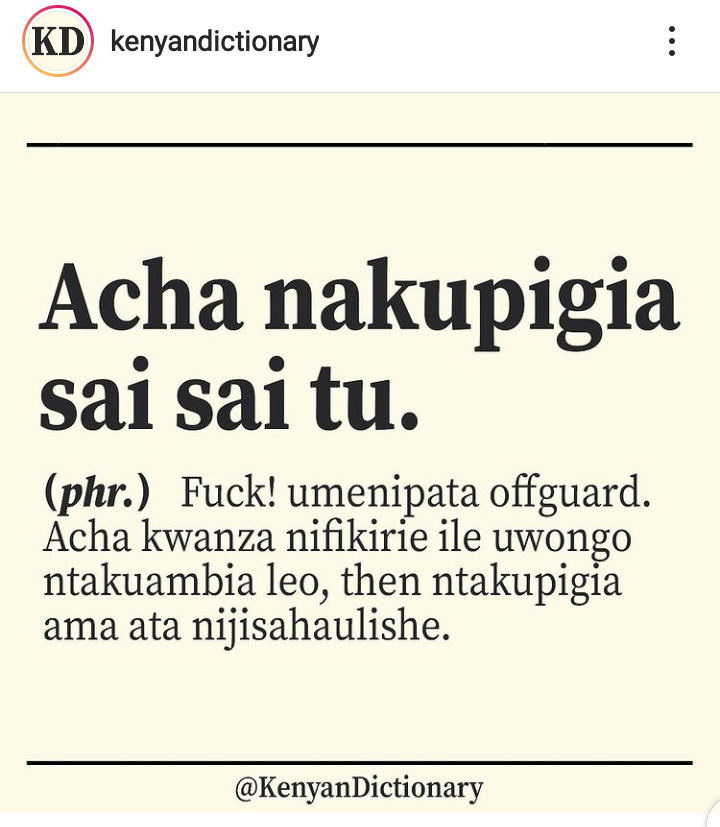 KD kenyandictionary
Acha nakupigia
sai sai tu.
(phr.) Fuck! umenipata offguard.
Acha kwanza nifikirie ile uwongo
ntakuambia leo, then ntakupigia
ama ata nijisahaulishe.
@KenyanDictionary